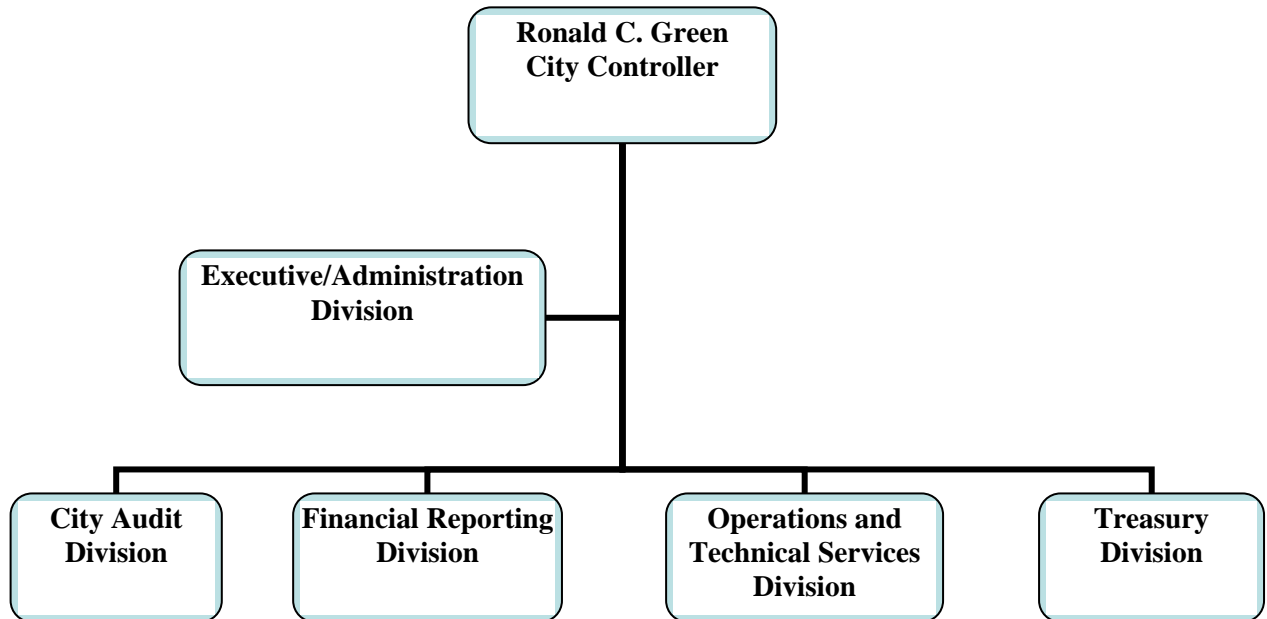 Ronald C. Green
City Controller
Executive/Administration
Division
City Audit
Division
Financial Reporting
Division
Operations and
Technical Services
Division
Treasury
Division